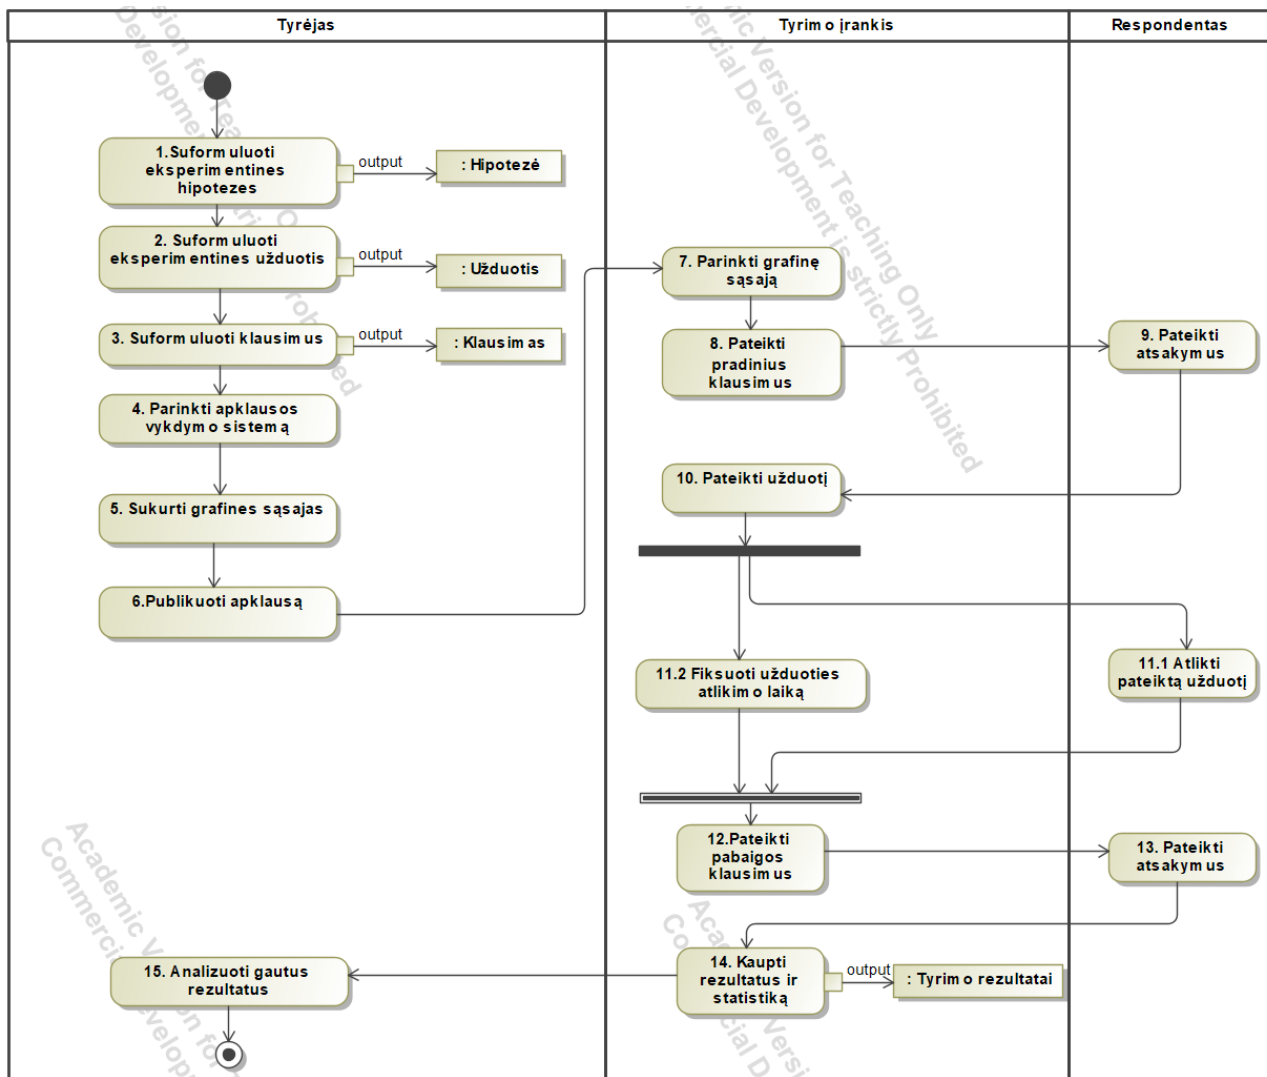 Tyrėjas
Tyrimo įrankis
Respondentas
1.Suformuluoti
eksperimentines
hipotezes
output
: Hipotezė
2. Suformuluoti
eksperimentines užduotis
output
: Užduotis
3. Suformuluoti klausimus
output
: Klausimas
4. Parinkti apklausos
vykdymo sistemą
5. Sukurti grafines sąsajas
6.Publikuoti apklausą
7. Parinkti grafinę
sąsają
8. Pateikti
pradinius
klausimus
9. Pateikti
atsakymus
10. Pateikti užduotį
11.2 Fiksuoti užduoties
atlikimo laiką
11.1 Atlikti
pateiktą užduotį
12.Pateikti
pabaigos
klausimus
13. Pateikti
atsakymus
14. Kaupti
rezultatus ir
statistiką
output
: Tyrimo rezultatai
15. Analizuoti gautus
rezultatus